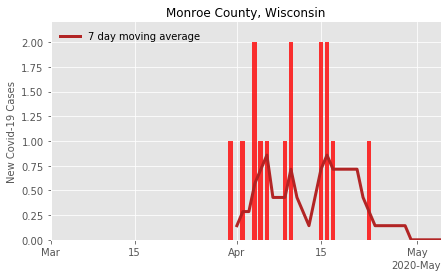 Monroe County, Wisconsin
7 day moving average
New Covid-19 Cases
2.00
1.75
1.50
1.25
1.00
0.75
0.50
0.25
0.00
Mar
15
Apr
15
May
2020-May